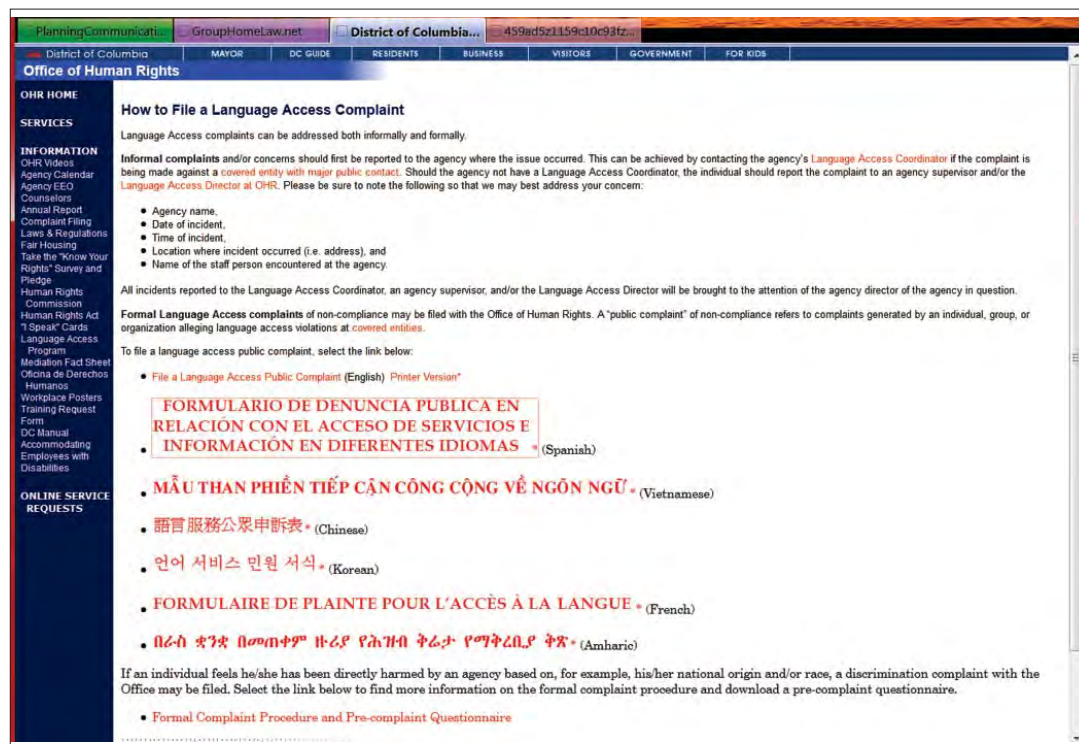 PlanningCommunicati...
GroupHomeLaw.net
District of Columbia...
459ad5z1159c10c93fz...
District of Columbia
MAYOR
DC GUIDE
RESIDENTS
BUSINESS
VISITORS
GOVERNMENT
FOR KIDS
Office of Human Rights
OHR HOME
SERVICES
INFORMATION
OHR Videos
Agency Calendar
Agency EEO
Counselors
Annual Report
Complaint Filing
Laws & Regulations
Fair Housing
Take the "Know Your
Rights" Survey and
Pledge
Human Rights
Commission
Human Rights Act
"I Speak" Cards
Language Access
Program
Mediation Fact Sheet
Oficina de Derechos
Humanos
Workplace Posters
Training Request
Form
DC Manual
Accommodating
Employees with
Disabilities
ONLINE SERVICE
REQUESTS
How to File a Language Access Complaint
Language Access complaints can be addressed both informally and formally.
Informal complaints and/or concerns should first be reported to the agency where the issue occurred. This can be achieved by contacting the agency's Language Access Coordinator if the complaint is
being made against a covered entity with major public contact. Should the agency not have a Language Access Coordinator, the individual should report the complaint to an agency supervisor and/or the
Language Access Director at OHR. Please be sure to note the following so that we may best address your concern:
• Agency name,
• Date of incident,
• Time of incident,
• Location where incident occurred (i.e. address), and
• Name of the staff person encountered at the agency.
All incidents reported to the Language Access Coordinator, an agency supervisor, and/or the Language Access Director will be brought to the attention of the agency director of the agency in question.
Formal Language Access complaints of non-compliance may be filed with the Office of Human Rights. A "public complaint" of non-compliance refers to complaints generated by an individual, group, or
organization alleging language access violations at covered entities.
To file a language access public complaint, select the link below:
• File a Language Access Public Complaint (English) Printer Version*
FORMULARIO DE DENUNCIA PUBLICA EN
RELACIÓN CON EL ACCESO DE SERVICIOS E
• INFORMACIÓN EN DIFERENTES IDIOMAS * (Spanish)
• MẪU THAN PHIỀN TIẾP CẬN CÔNG CỘNG VỀ NGÔN NGỮ * (Vietnamese)
• 語言服務公眾申訴表* (Chinese)
• 언어 서비스 민원 서식* (Korean)
• FORMULAIRE DE PLAINTE POUR L'ACCÈS À LA LANGUE * (French)
• በራስ ቋንቋ በመጠቀም ዙሪያ የሕዝብ ቅሬታ የማቅረቢያ ቅጽ* (Amharic)
If an individual feels he/she has been directly harmed by an agency based on, for example, his/her national origin and/or race, a discrimination complaint with the
Office may be filed. Select the link below to find more information on the formal complaint procedure and download a pre-complaint questionnaire.
• Formal Complaint Procedure and Pre-complaint Questionnaire